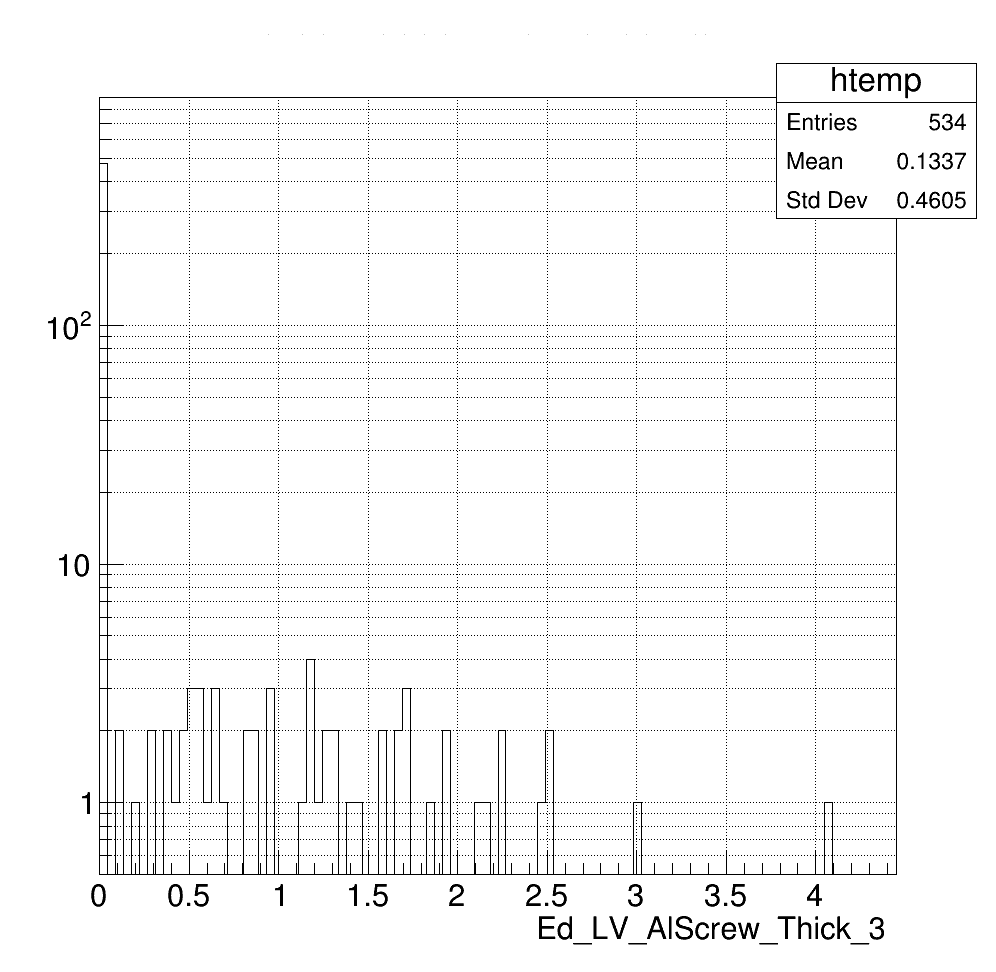 htemp
Entries 534
Mean 0.1337
Std Dev 0.4605
10²
10
1
0 0.5 1 1.5 2 2.5 3 3.5 4
Ed_LV_AlScrew_Thick_3